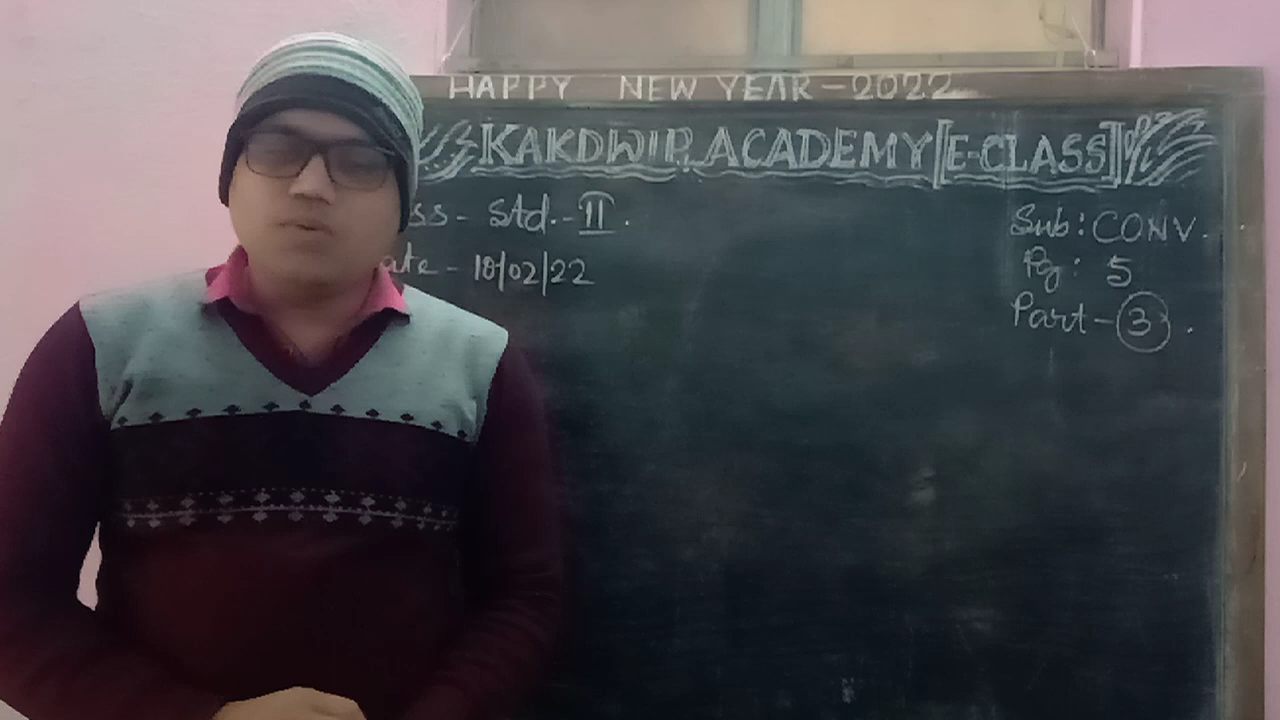 HAPPY NEW YEAR-2022
KAKDWIP ACADEMY [E-CLASS]
ss- Std.- II.
ate - 10/02/22
Sub: CONV.
Pg: 5
Part-3.